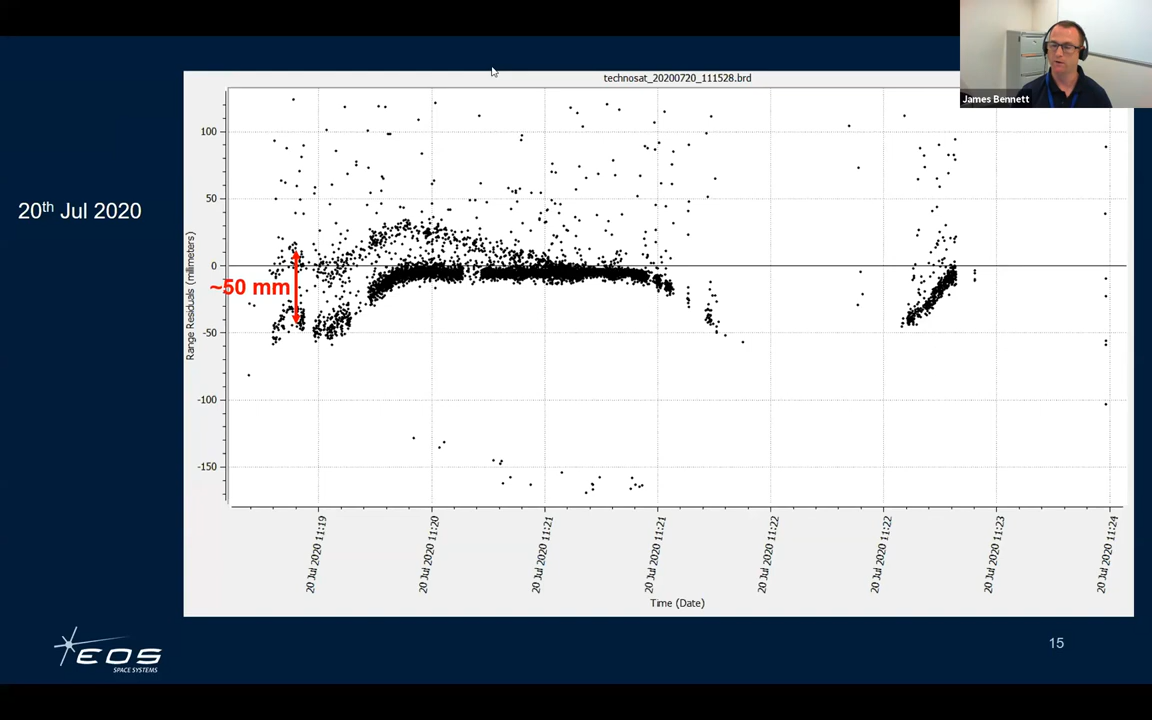 technosat_20200720_111528.brd
James Bennett
20th Jul 2020
100
50
0
-50
-100
-150
Range Residuals (millimeters)
~50 mm
20 Jul 2020 11:19
20 Jul 2020 11:20
20 Jul 2020 11:21
20 Jul 2020 11:21
20 Jul 2020 11:22
20 Jul 2020 11:22
20 Jul 2020 11:23
20 Jul 2020 11:24
Time (Date)
EOS
SPACE SYSTEMS
15